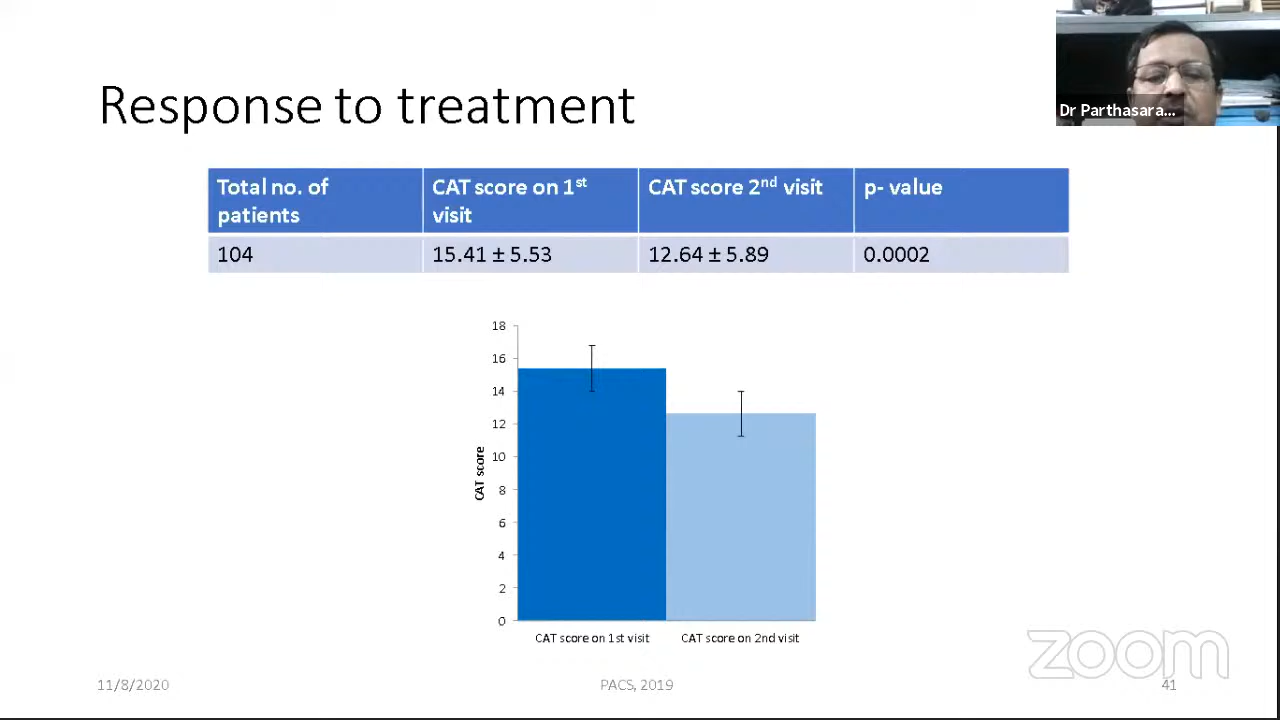 Dr Parthasara...
Response to treatment
Total no. of patients
CAT score on 1st visit
CAT score 2nd visit
p- value
104
15.41 ± 5.53
12.64 ± 5.89
0.0002
18
16
14
12
10
8
6
4
2
0
CAT score
CAT score on 1st visit
CAT score on 2nd visit
zoom
11/8/2020
PACS, 2019
41